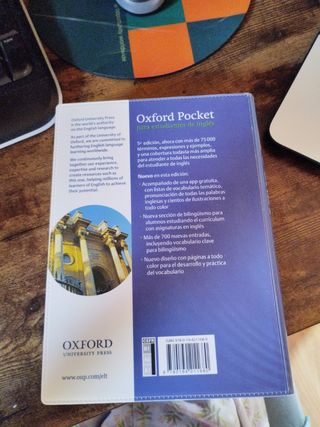 Oxford University Press
is the world's authority
on the English language.
As part of the University of
Oxford, we are committed to
furthering English language
learning worldwide.
We continuously bring
together our experience,
expertise and research to
create resources such as
this one, helping millions of
learners of English to achieve
their potential.
OXFORD
UNIVERSITY PRESS
www.oup.com/elt
Oxford Pocket
para estudiantes de inglés
5ª edición, ahora con más de 75 000
términos, expresiones y ejemplos,
y una cobertura todavía más amplia
para atender a todas las necesidades
del estudiante de inglés
Nuevo en esta edición:
· Acompañado de una app gratuita,
con listas de vocabulario temático,
pronunciación de todas las palabras
inglesas y cientos de ilustraciones a todo
color
· Nueva sección de bilingüismo para
alumnos estudiando el currículum
con asignaturas en inglés
· Más de 700 nuevas entradas,
incluyendo vocabulario clave
para bilingüismo
· Nuevo diseño con páginas a todo
color para el desarrollo y práctica
del vocabulario